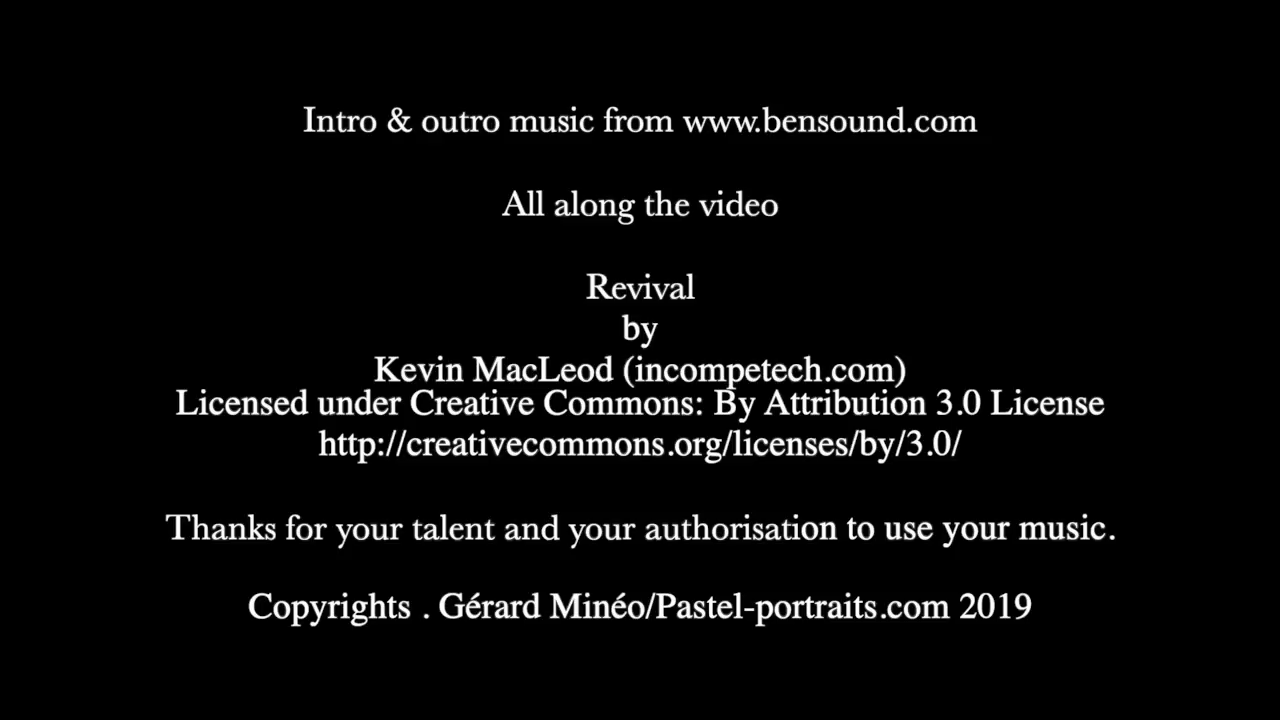 Intro & outro music from www.bensound.com
All along the video
Revival
by
Kevin MacLeod (incompetech.com)
Licensed under Creative Commons: By Attribution 3.0 License
http://creativecommons.org/licenses/by/3.0/
Thanks for your talent and your authorisation to use your music.
Copyrights . Gérard Minéo/Pastel-portraits.com 2019